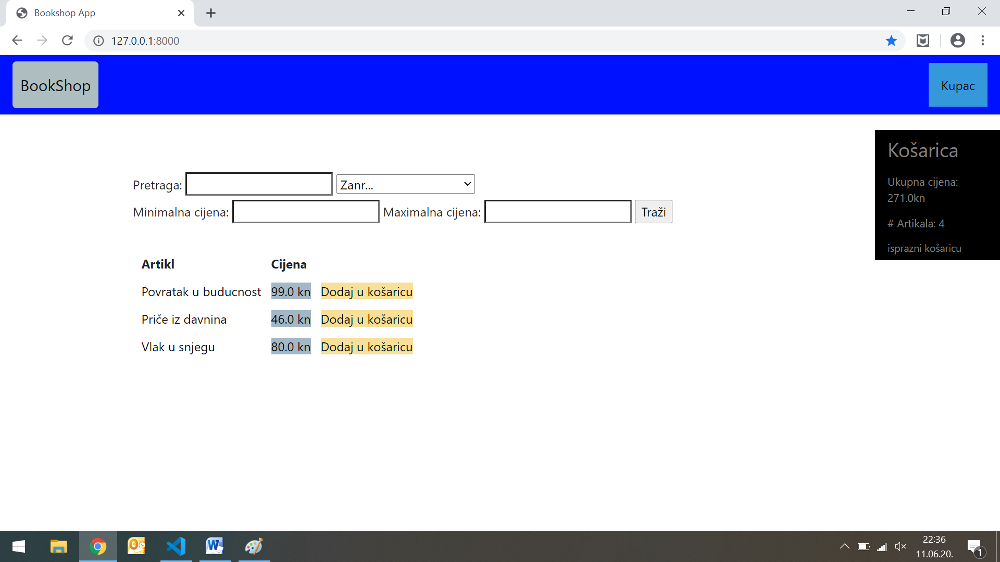 Bookshop App
127.0.0.1:8000
BookShop
Kupac
Košarica
Ukupna cijena:
271.0kn
# Artikala: 4
isprazni košaricu
Pretraga: Zanr...
Minimalna cijena: Maximalna cijena: Traži
Artikl Cijena
Povratak u buducnost 99.0 kn Dodaj u košaricu
Priče iz davnina 46.0 kn Dodaj u košaricu
Vlak u snjegu 80.0 kn Dodaj u košaricu
22:36
11.06.20.
1